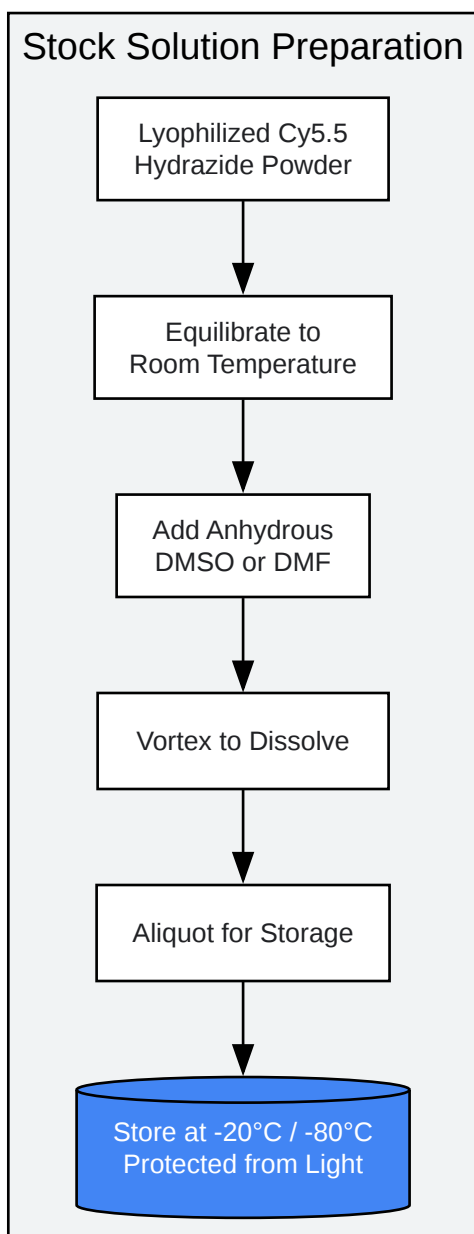 Stock Solution Preparation
Lyophilized Cy5.5
Hydrazide Powder
Equilibrate to
Room Temperature
Add Anhydrous
DMSO or DMF
Vortex to Dissolve
Aliquot for Storage
Store at -20°C / -80°C
Protected from Light